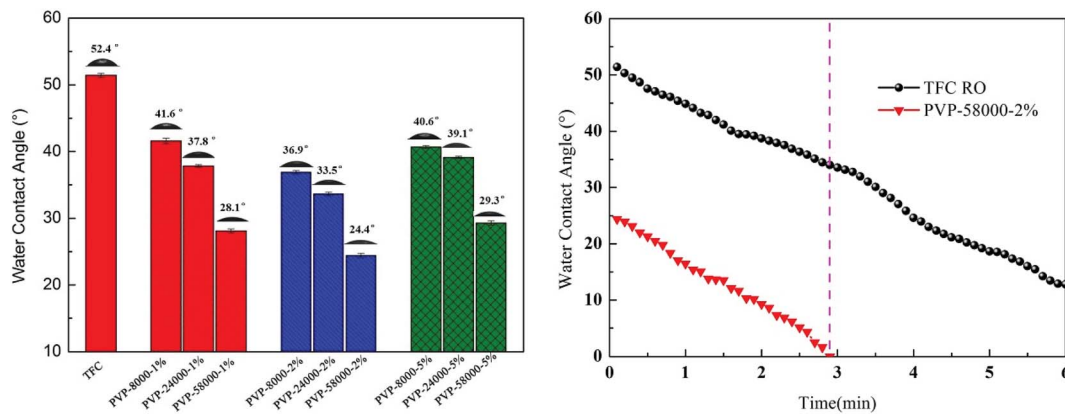 60
50
40
30
20
10
Water Contact Angle (°)
52.4 °
41.6 °
37.8 °
28.1°
36.9°
33.5°
24.4°
40.6°
39.1°
29.3°
TFC
PVP-8000-1%
PVP-24000-1%
PVP-58000-1%
PVP-8000-2%
PVP-24000-2%
PVP-58000-2%
PVP-8000-5%
PVP-24000-5%
PVP-58000-5%
60
50
40
30
20
10
0
Water Contact Angle (°)
TFC RO
PVP-58000-2%
0 1 2 3 4 5 6
Time(min)